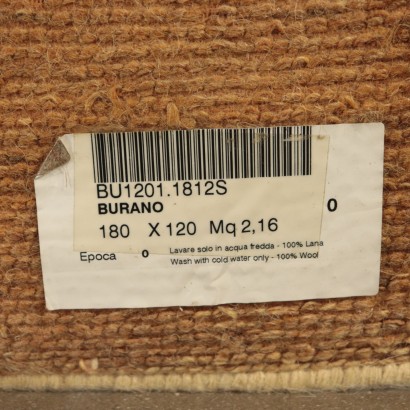 BU1201.1812S
BURANO
0
180 X 120 Mq 2,16
Epoca 0 Lavare solo in acqua fredda - 100% Lana
Wash with cold water only - 100% Wool